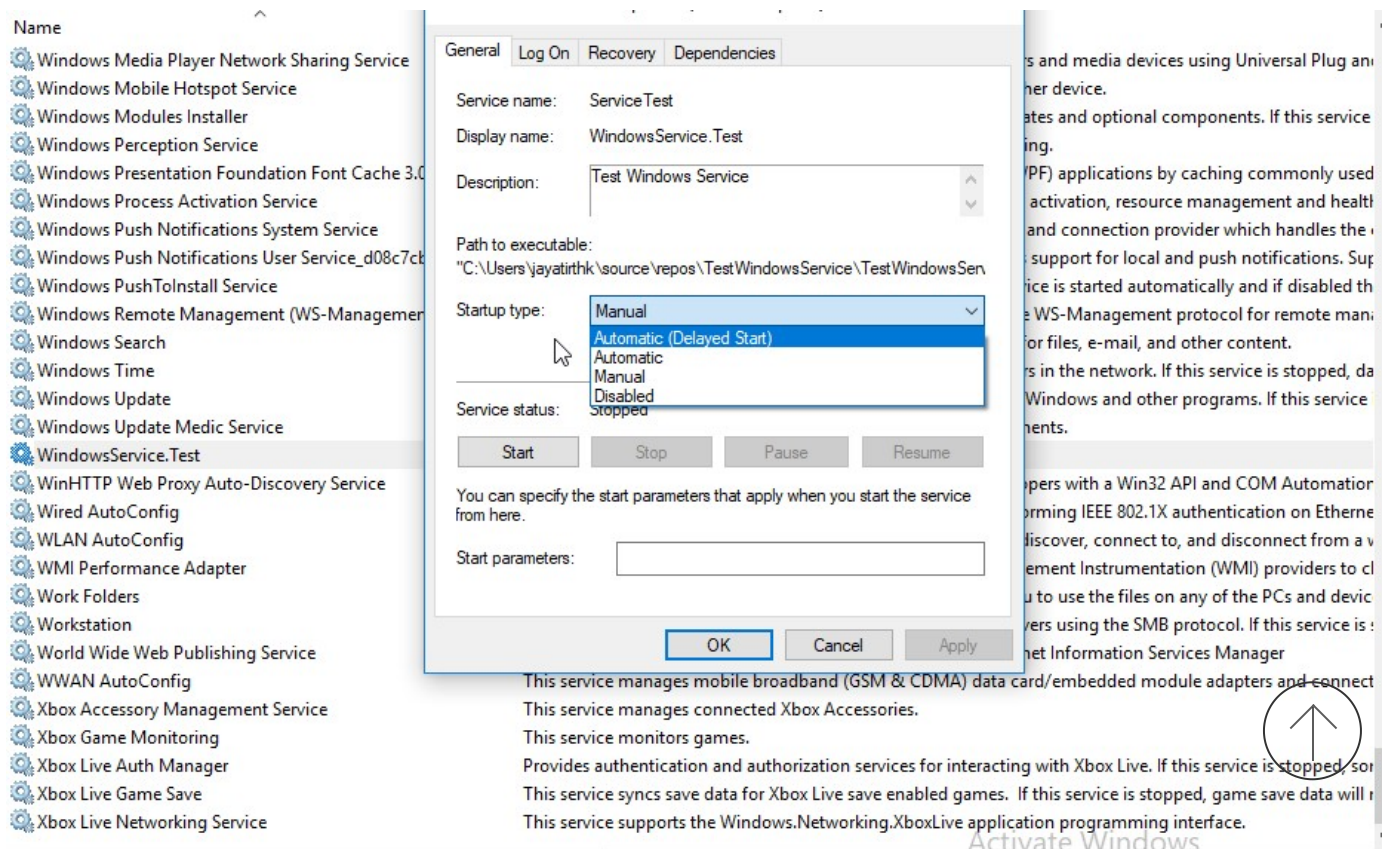 Name
Windows Media Player Network Sharing Service
Windows Mobile Hotspot Service
Windows Modules Installer
Windows Perception Service
Windows Presentation Foundation Font Cache 3.0
Windows Process Activation Service
Windows Push Notifications System Service
Windows Push Notifications User Service_d08c7cb
Windows PushToInstall Service
Windows Remote Management (WS-Managemen
Windows Search
Windows Time
Windows Update
Windows Update Medic Service
WindowsService.Test
WinHTTP Web Proxy Auto-Discovery Service
Wired AutoConfig
WLAN AutoConfig
WMI Performance Adapter
Work Folders
Workstation
World Wide Web Publishing Service
WWAN AutoConfig
Xbox Accessory Management Service
Xbox Game Monitoring
Xbox Live Auth Manager
Xbox Live Game Save
Xbox Live Networking Service
General Log On Recovery Dependencies
Service name: ServiceTest
Display name: WindowsService.Test
Description: Test Windows Service
Path to executable:
"C:\Users\jayatirthk\source\repos\TestWindowsService\TestWindowsServ
Startup type: Manual
Automatic (Delayed Start)
Automatic
Manual
Disabled
Service status: Stopped
Start Stop Pause Resume
You can specify the start parameters that apply when you start the service
from here.
Start parameters:
OK Cancel Apply
and media devices using Universal Plug
her device.
ates and optional components. If this service
ing.
PF) applications by caching commonly used
activation, resource management and health
and connection provider which handles the
support for local and push notifications.
ice is started automatically and if disabled
WS-Management protocol for remote
or files, e-mail, and other content.
in the network. If this service is stopped,
Windows and other programs. If this service
nents.
pers with a Win32 API and COM Automation
orming IEEE 802.1X authentication on
discover, connect to, and disconnect from a
ement Instrumentation (WMI) providers to
to use the files on any of the PCs and
vers using the SMB protocol. If this service is
net Information Services Manager
This service manages mobile broadband (GSM & CDMA) data card/embedded module adapters and connect
This service manages connected Xbox Accessories.
This service monitors games.
Provides authentication and authorization services for interacting with Xbox Live. If this service is stopped,
This service syncs save data for Xbox Live save enabled games. If this service is stopped, game save data will
This service supports the Windows.Networking.XboxLive application programming interface.
Activate Windows